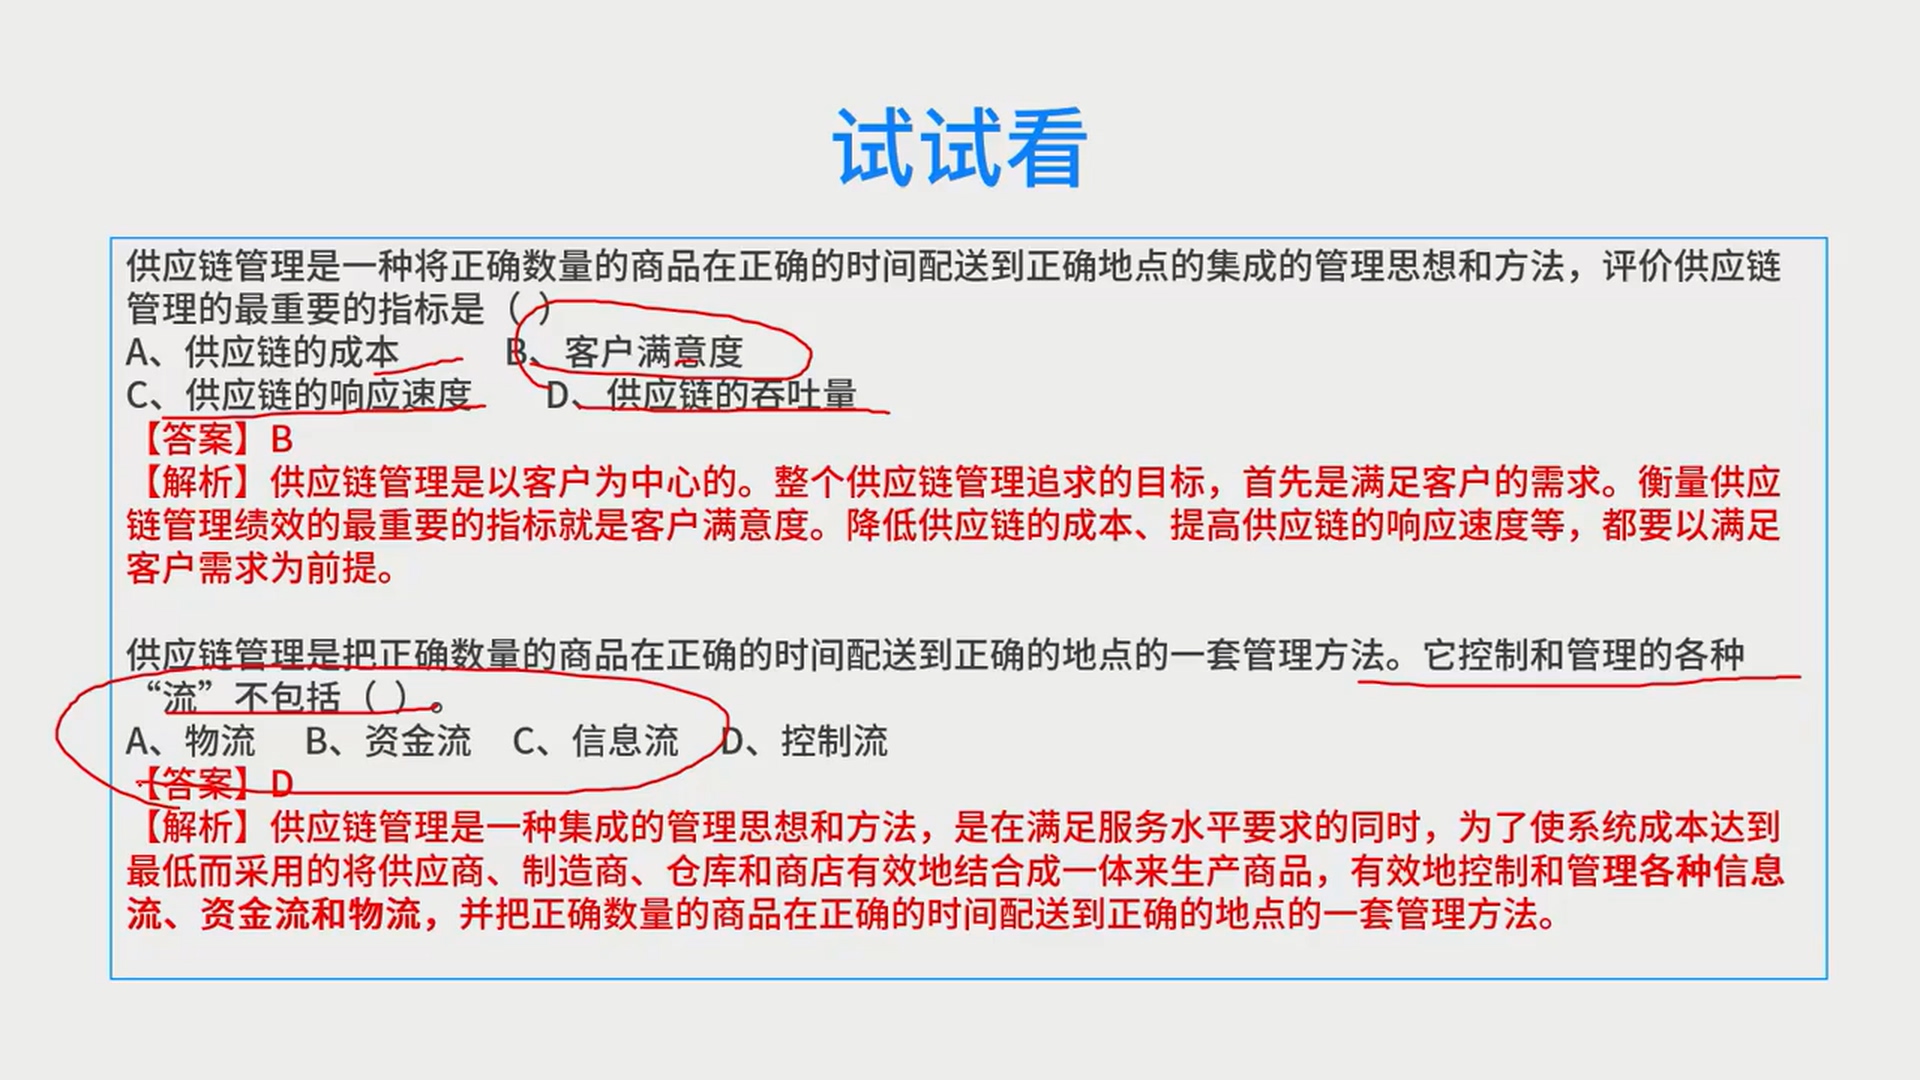 试试看
供应链管理是一种将正确数量的商品在正确的时间配送到正确地点的集成的管理思想和方法，评价供应链
管理的最重要的指标是（ ）
A、供应链的成本 B、客户满意度
C、供应链的响应速度 D、供应链的吞吐量
【答案】B
【解析】供应链管理是以客户为中心的。整个供应链管理追求的目标，首先是满足客户的需求。衡量供应
链管理绩效的最重要的指标就是客户满意度。降低供应链的成本、提高供应链的响应速度等，都要以满足
客户需求为前提。
供应链管理是把正确数量的商品在正确的时间配送到正确的地点的一套管理方法。它控制和管理的各种
“流”不包括（ ）。
A、物流 B、资金流 C、信息流 D、控制流
【答案】D
【解析】供应链管理是一种集成的管理思想和方法，是在满足服务水平要求的同时，为了使系统成本达到
最低而采用的将供应商、制造商、仓库和商店有效地结合成一体来生产商品，有效地控制和管理各种信息
流、资金流和物流，并把正确数量的商品在正确的时间配送到正确的地点的一套管理方法。